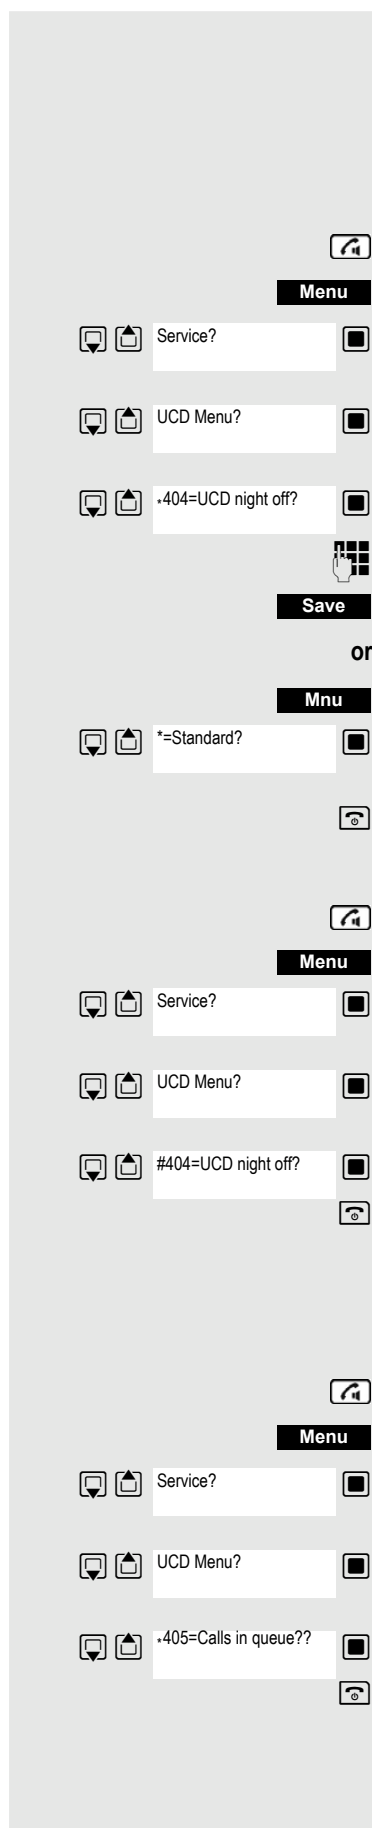 Menu
Service?
UCD Menu?
*404=UCD night off?
Save
or
Mnu
*=Standard?
Menu
Service?
UCD Menu?
#404=UCD night off?
Menu
Service?
UCD Menu?
*405=Calls in queue??